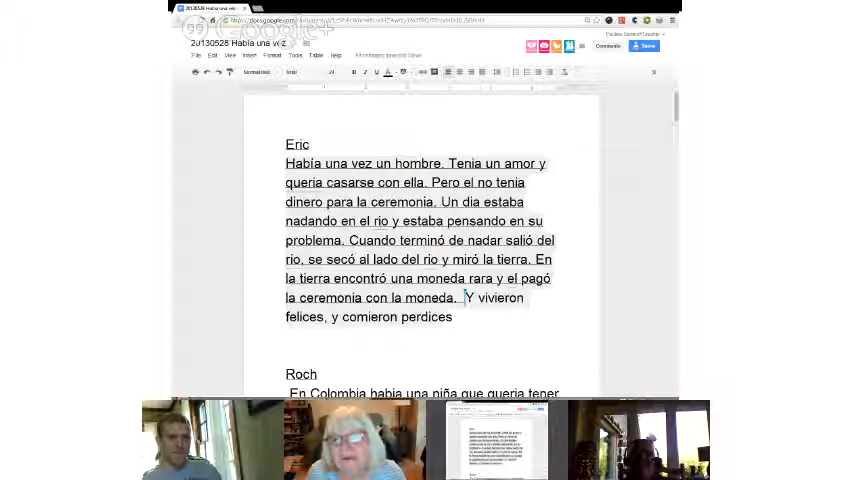 20130528 Había una vez
File Edit View Insert Format Tools Table Help
Comments Share
Eric
Había una vez un hombre. Tenia un amor y
queria casarse con ella. Pero el no tenia
dinero para la ceremonia. Un dia estaba
nadando en el rio y estaba pensando en su
problema. Cuando terminó de nadar salió del
rio, se secó al lado del rio y miró la tierra. En
la tierra encontró una moneda rara y el pagó
la ceremonia con la moneda. Y vivieron
felices, y comieron perdices
Roch
En Colombia habia una niña que queria tener